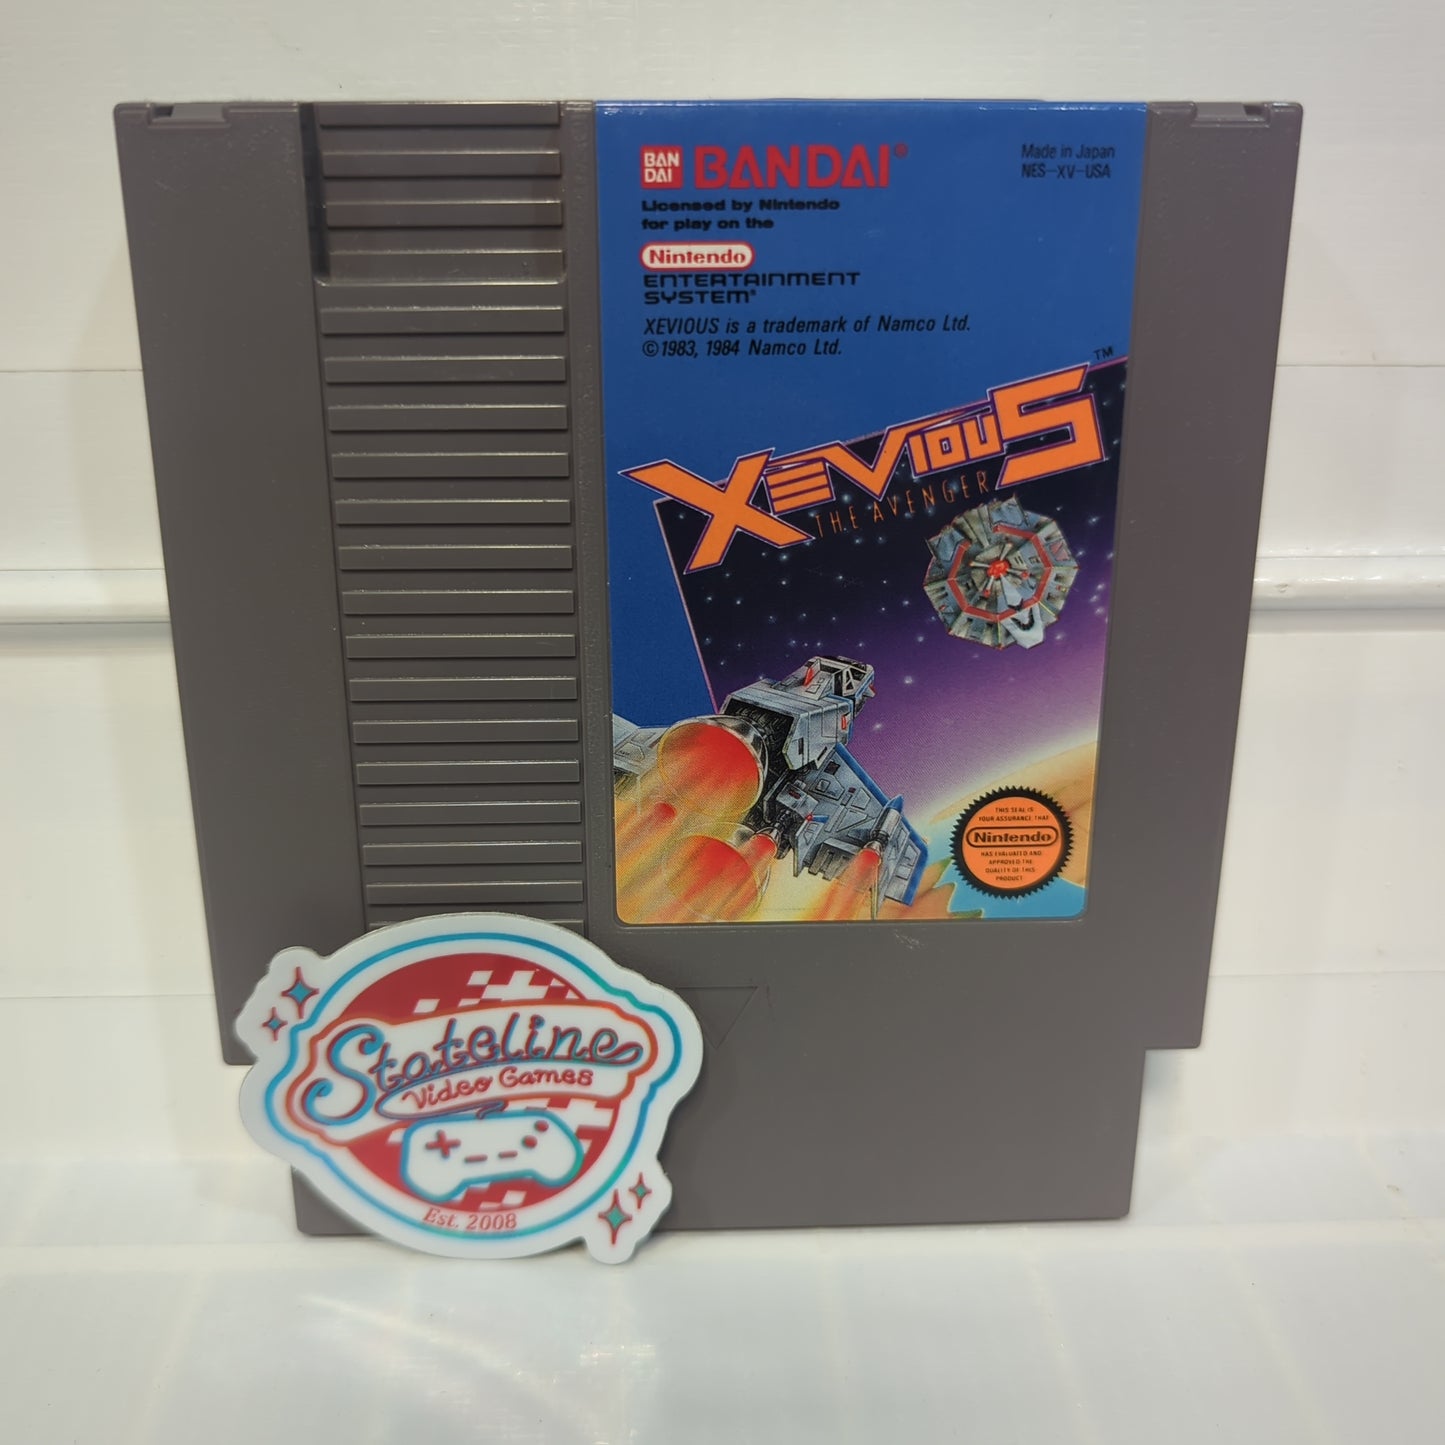 BAN
DAI
BANDAI®
Made in Japan
NES-XV-USA
Licensed by Nintendo
for play on the
Nintendo
ENTERTAINMENT
SYSTEM®
XEVIOUS is a trademark of Namco Ltd.
©1983, 1984 Namco Ltd.
XEVIOUS™
THE AVENGER
THIS SEAL IS
YOUR ASSURANCE THAT
Nintendo
HAS EVALUATED AND
APPROVED THE
QUALITY OF THIS
PRODUCT
Stateline
Video Games
Est. 2008